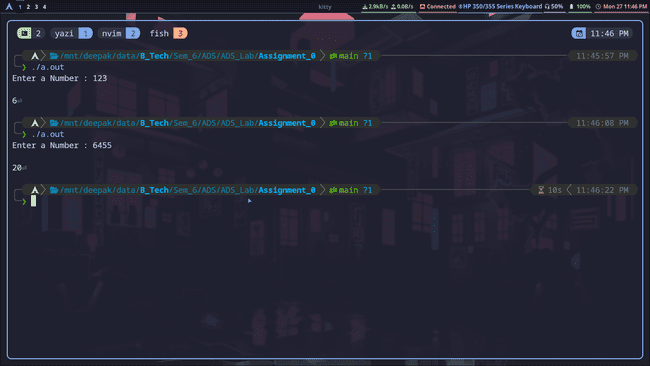 1 2 3 4 kitty 2.9kB/s 0.0B/s Connected HP 350/355 Series Keyboard 50% 100% Mon 27 11:46 PM
2 yazi 1 nvim 2 fish 3 11:46 PM
/mnt/deepak/data/B_Tech/Sem_6/ADS/ADS_Lab/Assignment_0 main ?1 11:45:57 PM
❯ ./a.out
Enter a Number : 123
6⏎
/mnt/deepak/data/B_Tech/Sem_6/ADS/ADS_Lab/Assignment_0 main ?1 11:46:08 PM
❯ ./a.out
Enter a Number : 6455
20⏎
/mnt/deepak/data/B_Tech/Sem_6/ADS/ADS_Lab/Assignment_0 main ?1 10s 11:46:22 PM
❯